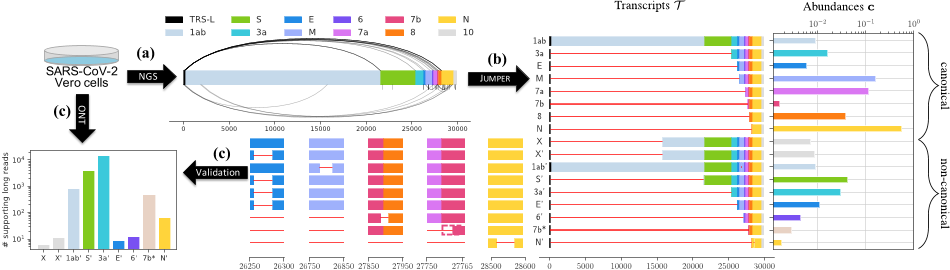 Transcripts 𝒯
Abundances c
TRS-L
S
E
6
7b
N
1ab
3a
M
7a
8
10
10⁻² 10⁻¹ 10⁰
(a)
NGS
SARS-CoV-2
Vero cells
(c)
ONT
0 5000 10000 15000 20000 25000 30000
(b)
JUMPER
1ab
3a
E
M
7a
7b
8
N
X
X'
1ab'
S'
3a'
E'
6'
7b*
N'
canonical
non-canonical
0 5000 10000 15000 20000 25000 30000
(c)
Validation
26250 26300
26750 26850
27850 27950
27750 27765
28500 28600
# supporting long reads
10⁴
10³
10²
10¹
X X' 1ab' S' 3a' E' 6' 7b* N'